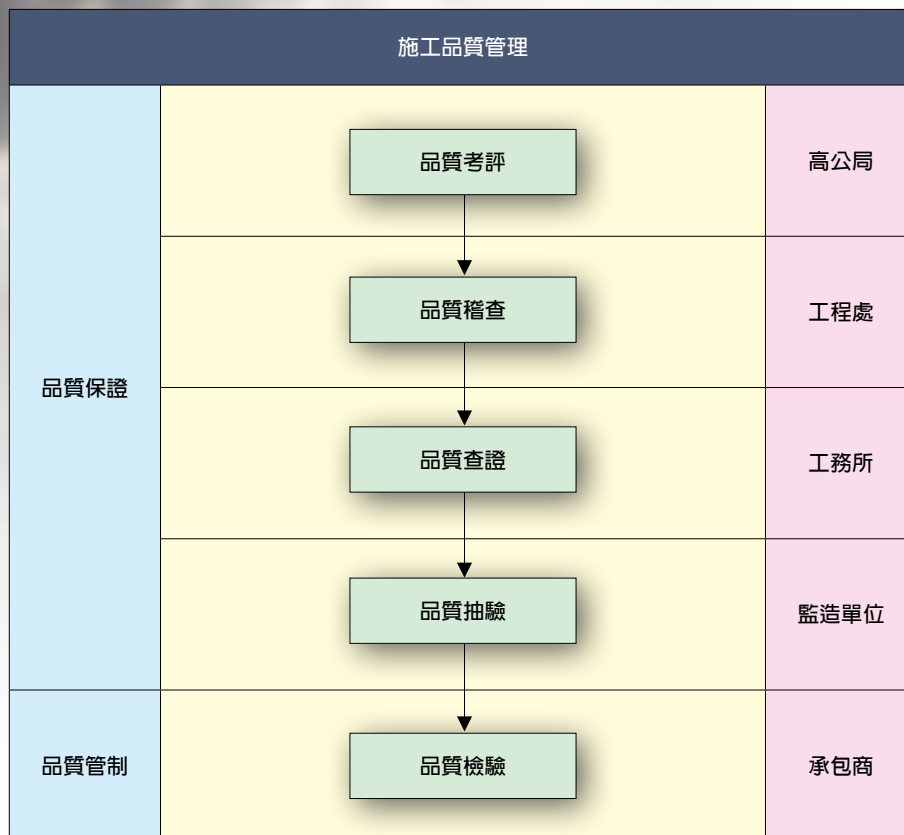 施工品質管理
品質考評
高公局
品質稽查
工程處
品質保證
品質查證
工務所
品質抽驗
監造單位
品質管制
品質檢驗
承包商